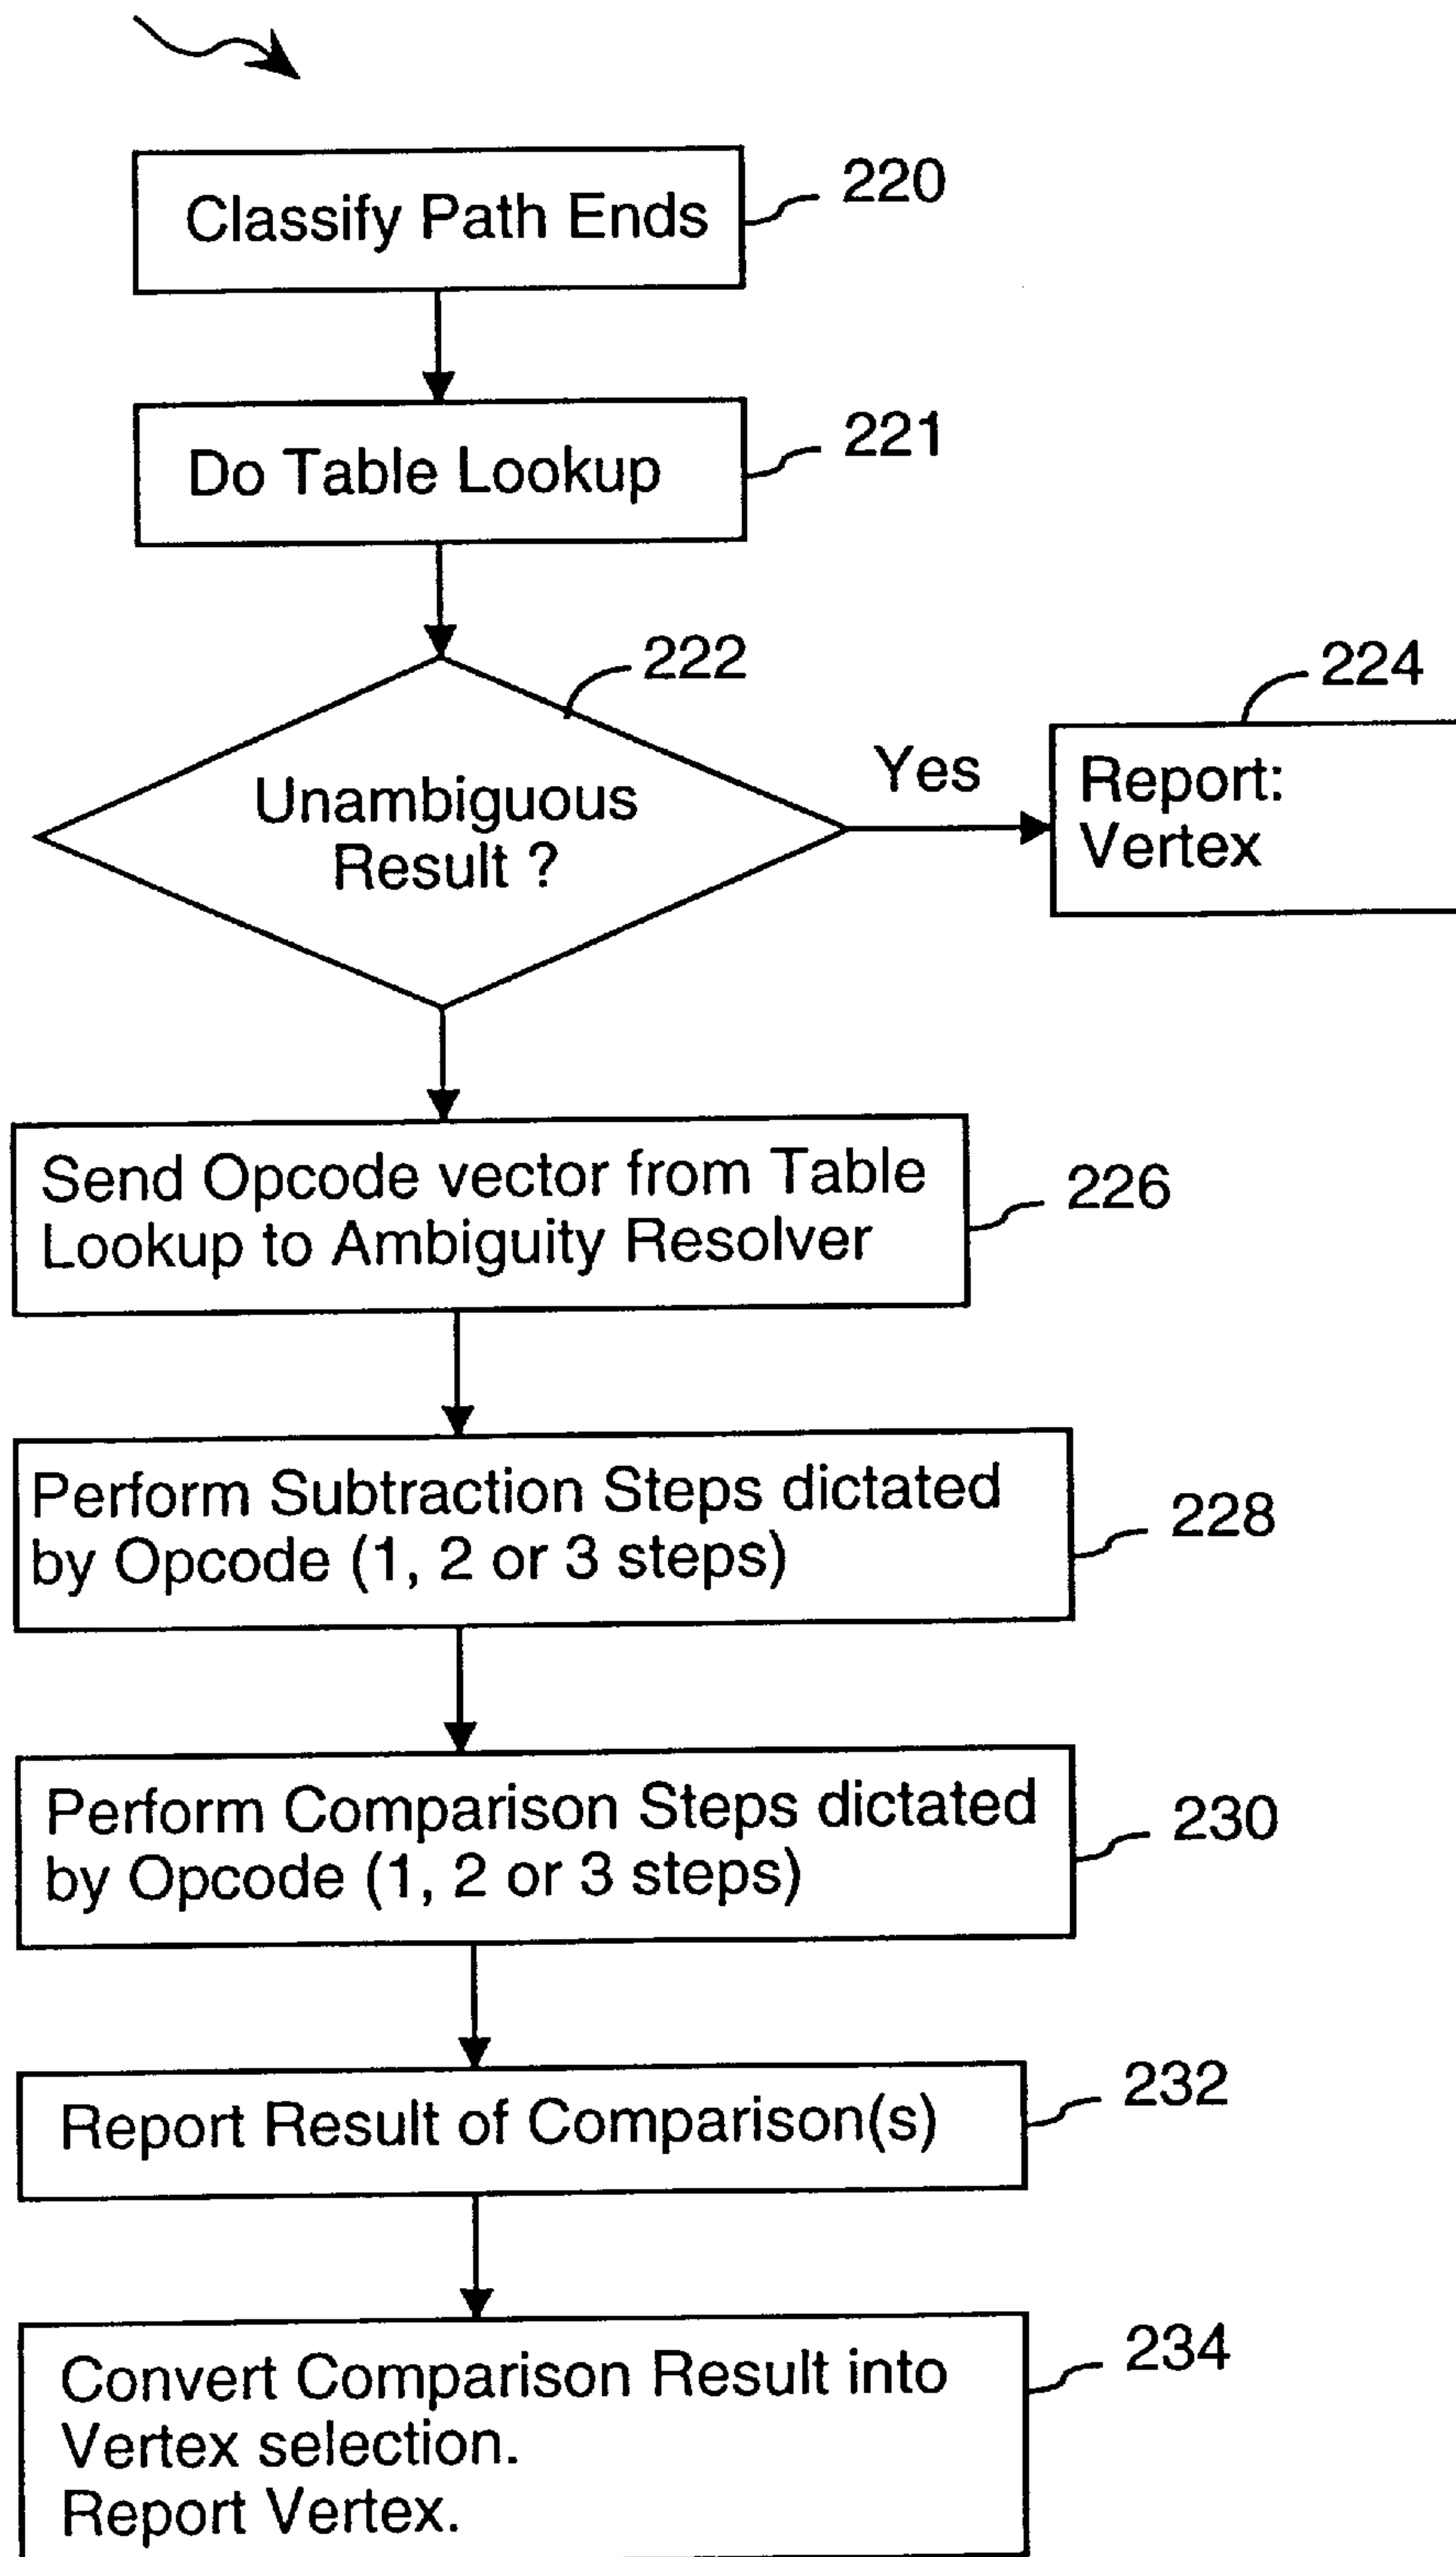 220
Classify Path Ends
221
Do Table Lookup
222
Unambiguous
Result ?
Yes
224
Report:
Vertex
Send Opcode vector from Table
Lookup to Ambiguity Resolver
226
Perform Subtraction Steps dictated
by Opcode (1, 2 or 3 steps)
228
Perform Comparison Steps dictated
by Opcode (1, 2 or 3 steps)
230
Report Result of Comparison(s)
232
Convert Comparison Result into
Vertex selection.
Report Vertex.
234